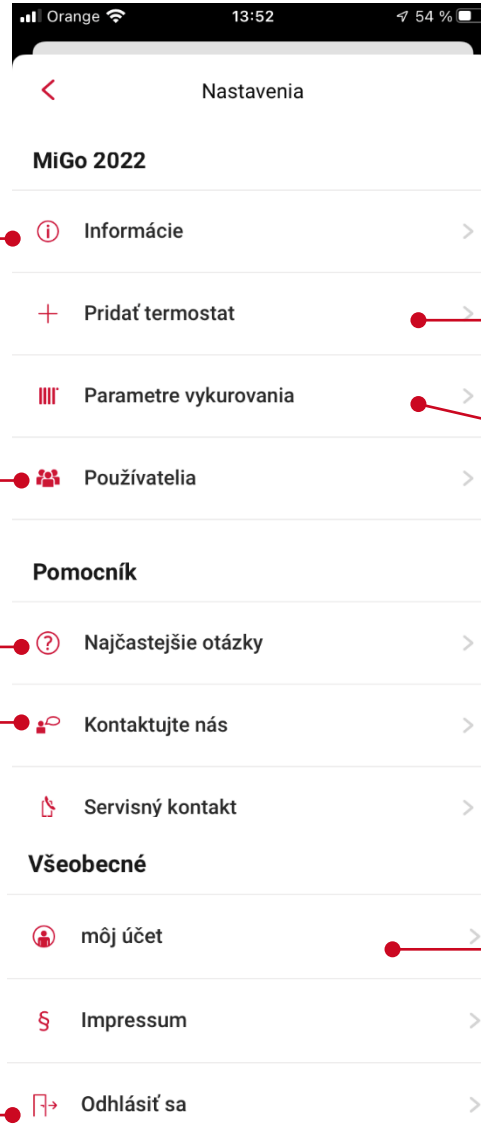 Orange 13:52 54 %
Nastavenia
MiGo 2022
Informácie
Pridať termostat
Parametre vykurovania
Používatelia
Pomocník
Najčastejšie otázky
Kontaktujte nás
Servisný kontakt
Všeobecné
môj účet
§ Impressum
Odhlásiť sa